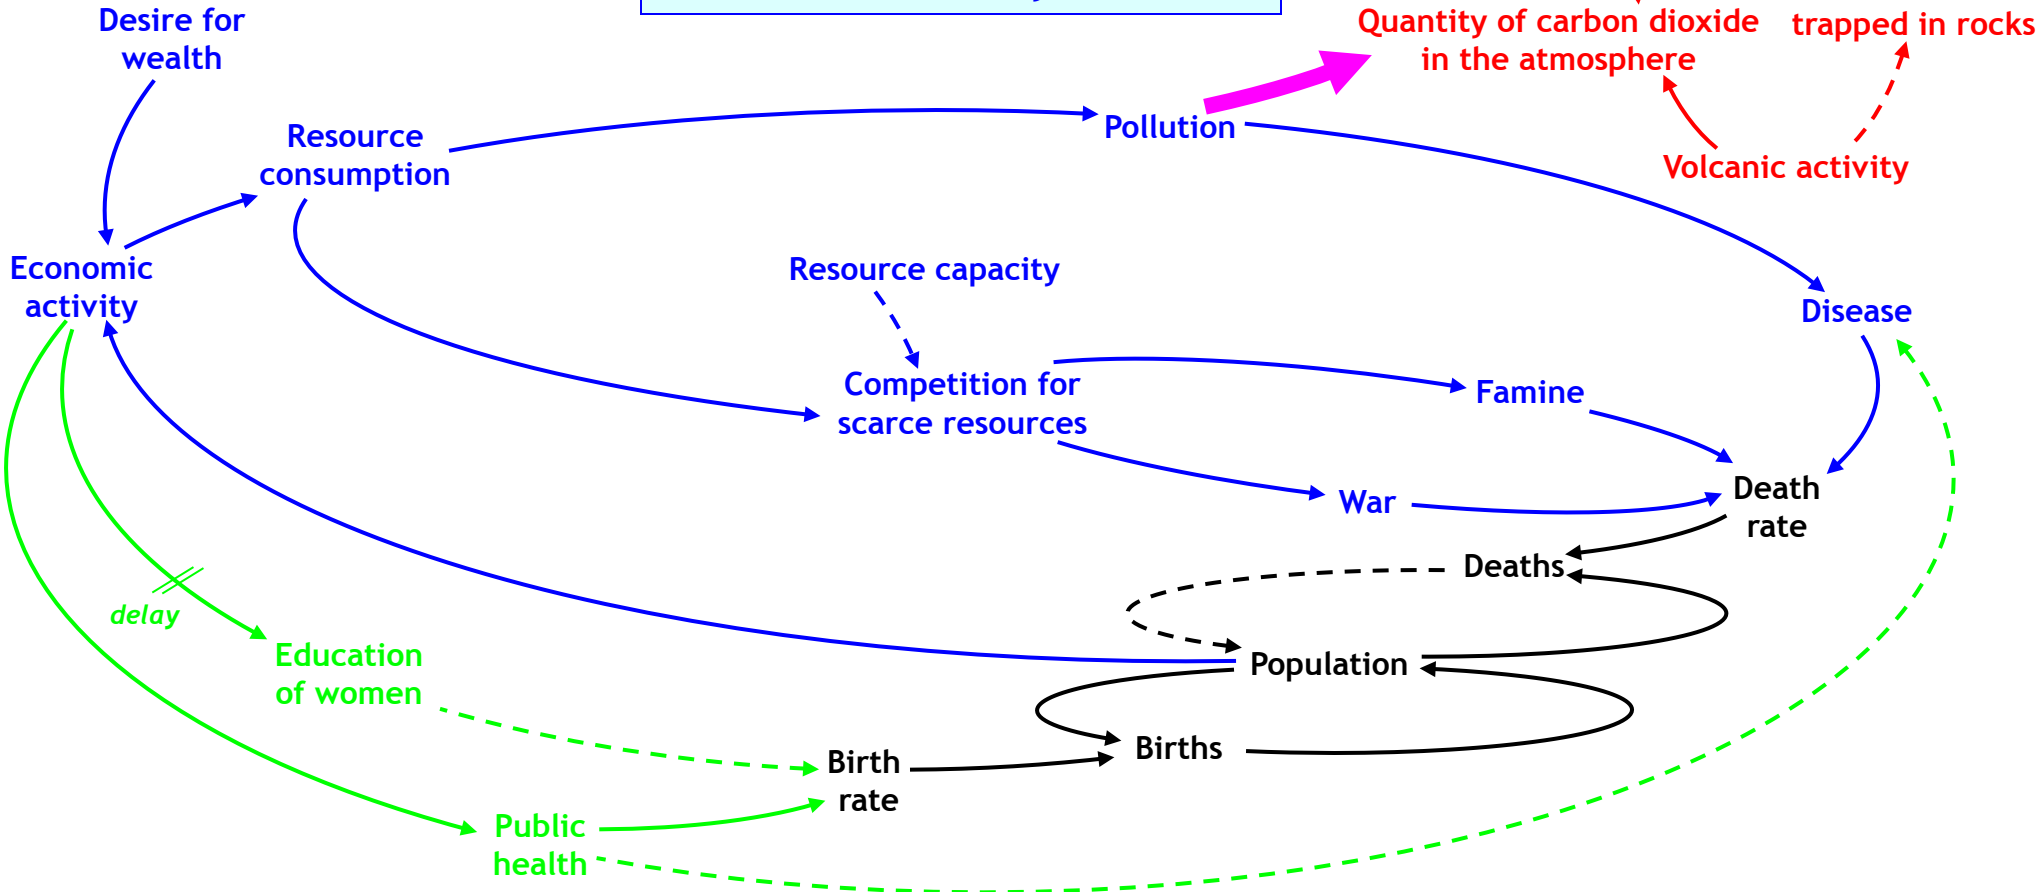 Desire for
wealth
Quantity of carbon dioxide
in the atmosphere
trapped in rocks
Resource
consumption
Pollution
Volcanic activity
Economic
activity
Resource capacity
Disease
Competition for
scarce resources
Famine
War
Death
rate
Deaths
delay
Education
of women
Population
Births
Birth
rate
Public
health